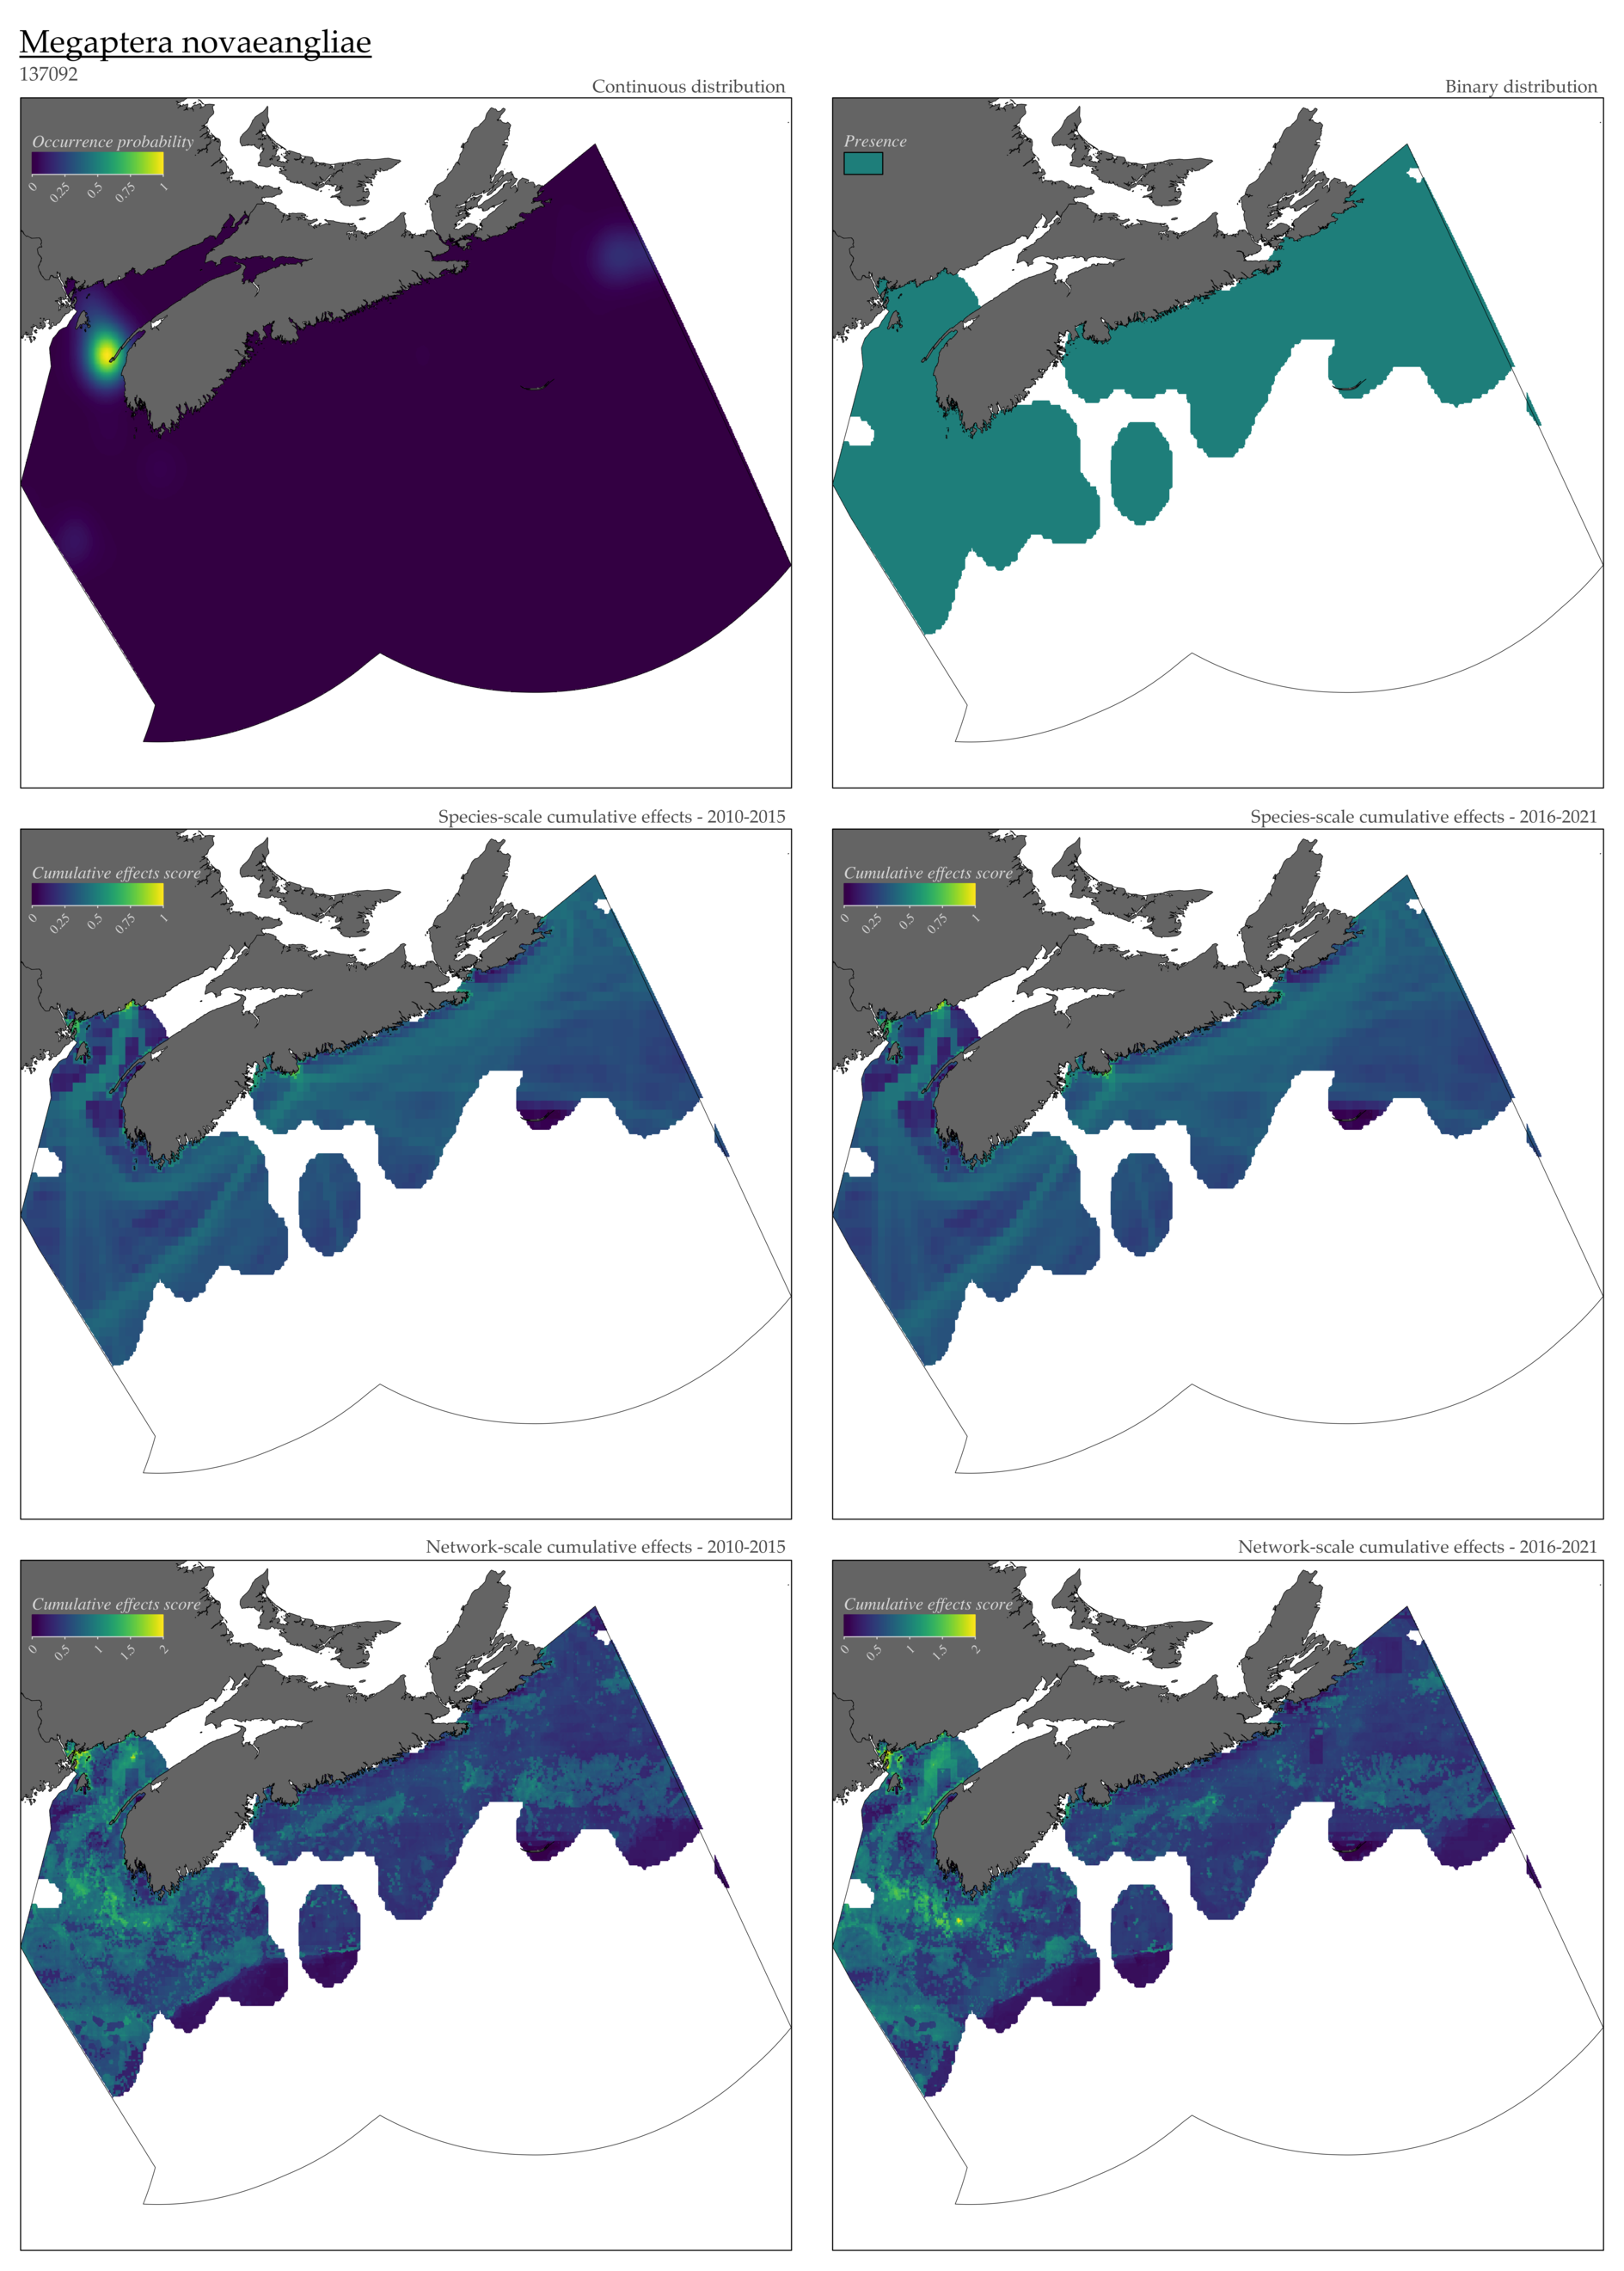 Megaptera novaeangliae
137092
Continuous distribution
Binary distribution
Occurrence probability
0 0.25 0.5 0.75 1
Presence
Species-scale cumulative effects - 2010-2015
Species-scale cumulative effects - 2016-2021
Cumulative effects score
0 0.25 0.5 0.75 1
Cumulative effects score
0 0.25 0.5 0.75 1
Network-scale cumulative effects - 2010-2015
Network-scale cumulative effects - 2016-2021
Cumulative effects score
0 0.5 1 1.5 2
Cumulative effects score
0 0.5 1 1.5 2